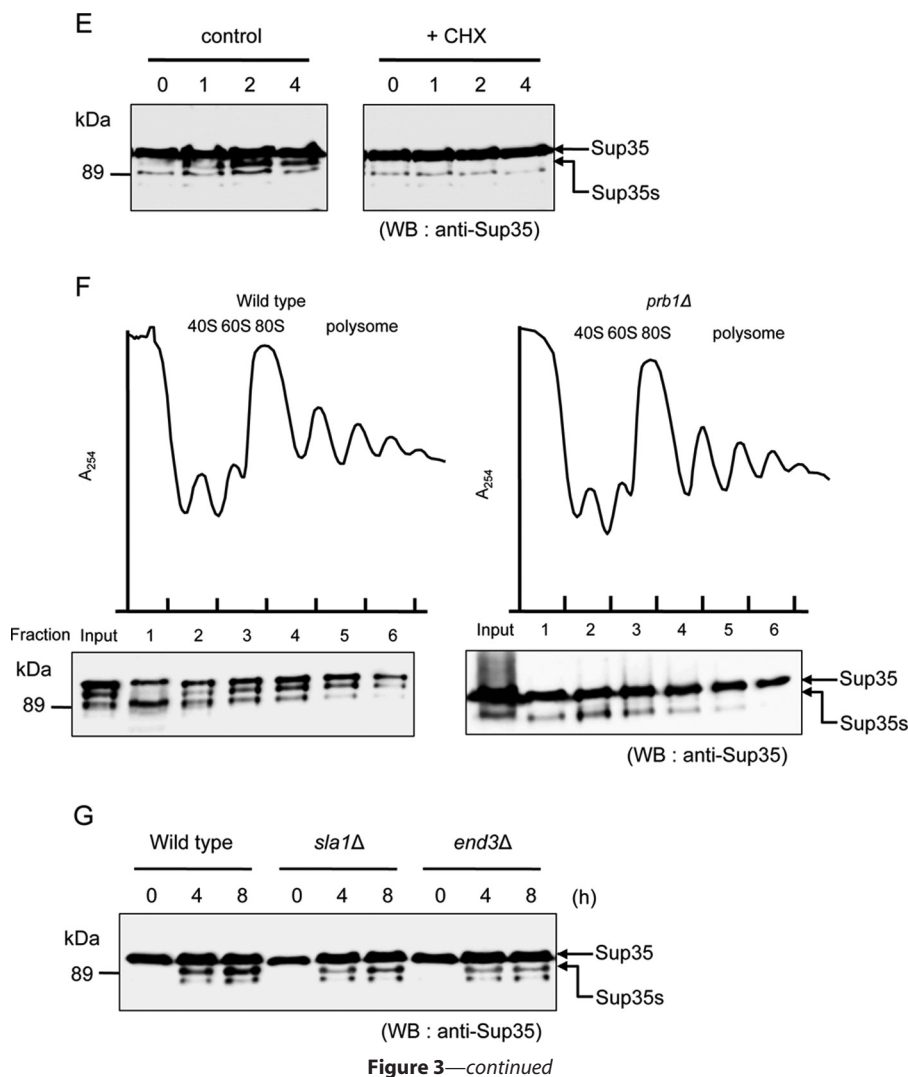 E
control
+ CHX
0 1 2 4 0 1 2 4
kDa
89
Sup35
Sup35s
(WB : anti-Sup35)
F
Wild type
40S 60S 80S polysome
A254
prb1Δ
40S 60S 80S polysome
A254
Fraction Input 1 2 3 4 5 6
Input 1 2 3 4 5 6
kDa
89
Sup35
Sup35s
(WB : anti-Sup35)
G
Wild type sla1Δ end3Δ
0 4 8 0 4 8 0 4 8 (h)
kDa
89
Sup35
Sup35s
(WB : anti-Sup35)
Figure 3—continued